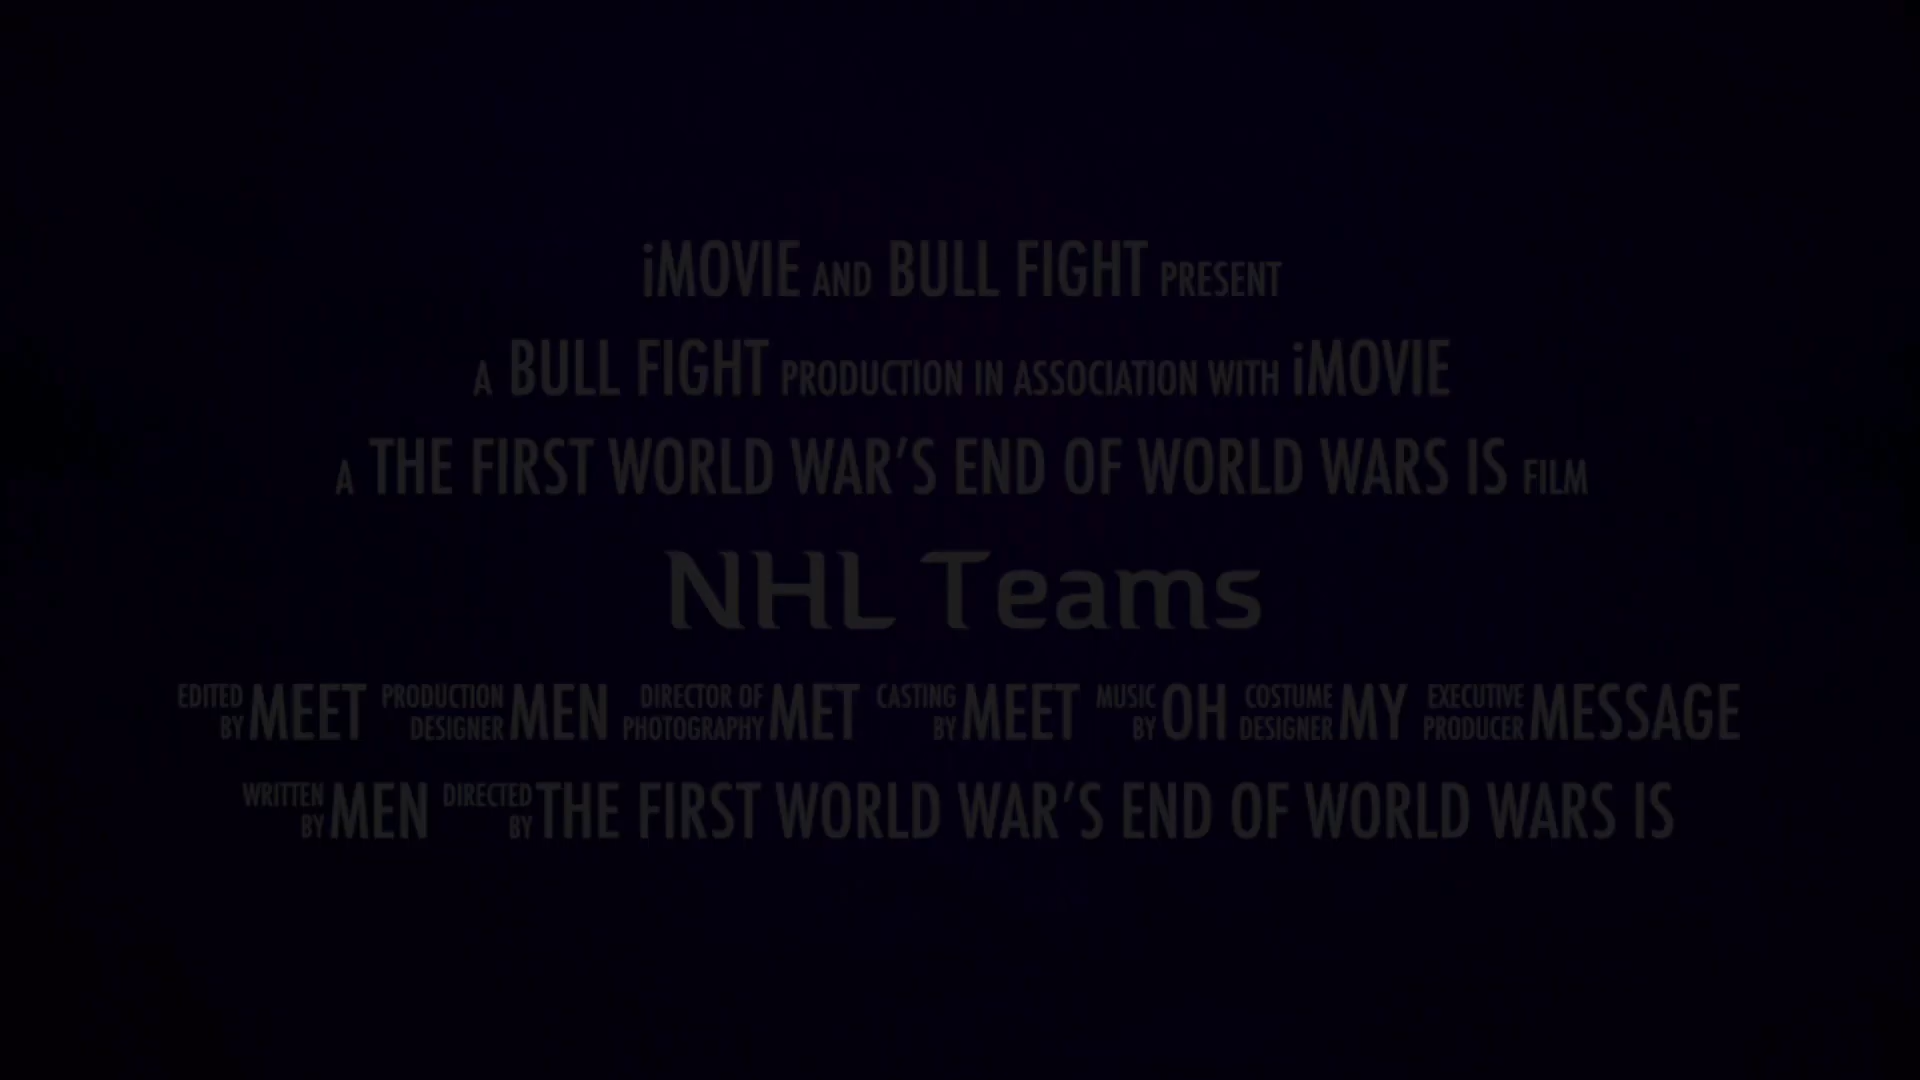 iMOVIE AND BULL FIGHT PRESENT
A BULL FIGHT PRODUCTION IN ASSOCIATION WITH iMOVIE
A THE FIRST WORLD WAR'S END OF WORLD WARS IS FILM
NHL Teams
EDITED BY MEET PRODUCTION DESIGNER MEN DIRECTOR OF PHOTOGRAPHY MET CASTING BY MEET MUSIC BY OH COSTUME DESIGNER MY EXECUTIVE PRODUCER MESSAGE
WRITTEN BY MEN DIRECTED BY THE FIRST WORLD WAR'S END OF WORLD WARS IS